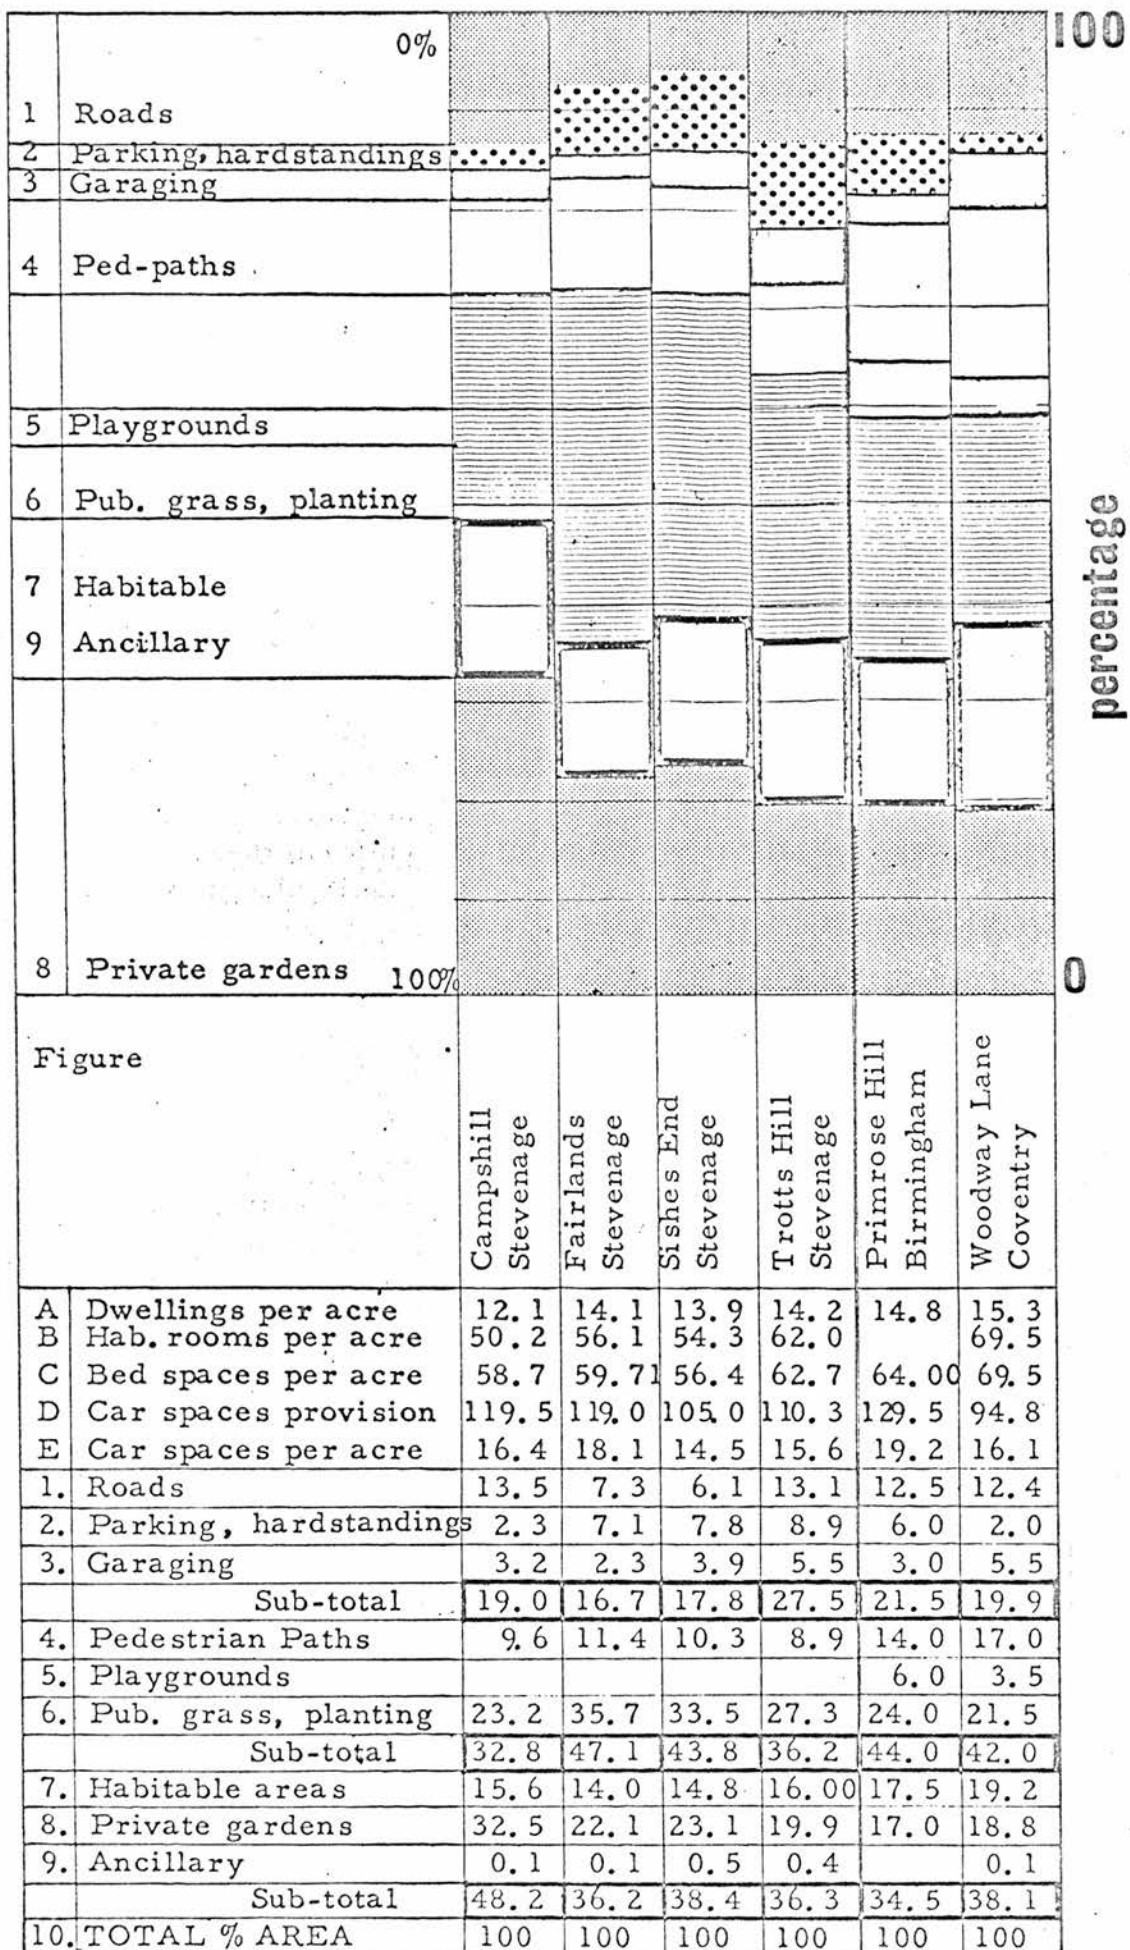 0% 100
1 Roads
2 Parking, hardstandings
3 Garaging
4 Ped-paths
5 Playgrounds
6 Pub. grass, planting
7 Habitable
9 Ancillary
percentage
8 Private gardens 100% 0
Figure
Campshill Stevenage
Fairlands Stevenage
Sishes End Stevenage
Trotts Hill Stevenage
Primrose Hill Birmingham
Woodway Lane Coventry
A Dwellings per acre 12.1 14.1 13.9 14.2 14.8 15.3
B Hab. rooms per acre 50.2 56.1 54.3 62.0 69.5
C Bed spaces per acre 58.7 59.71 56.4 62.7 64.00 69.5
D Car spaces provision 119.5 119.0 105.0 110.3 129.5 94.8
E Car spaces per acre 16.4 18.1 14.5 15.6 19.2 16.1
1. Roads 13.5 7.3 6.1 13.1 12.5 12.4
2. Parking, hardstandings 2.3 7.1 7.8 8.9 6.0 2.0
3. Garaging 3.2 2.3 3.9 5.5 3.0 5.5
Sub-total 19.0 16.7 17.8 27.5 21.5 19.9
4. Pedestrian Paths 9.6 11.4 10.3 8.9 14.0 17.0
5. Playgrounds 6.0 3.5
6. Pub. grass, planting 23.2 35.7 33.5 27.3 24.0 21.5
Sub-total 32.8 47.1 43.8 36.2 44.0 42.0
7. Habitable areas 15.6 14.0 14.8 16.00 17.5 19.2
8. Private gardens 32.5 22.1 23.1 19.9 17.0 18.8
9. Ancillary 0.1 0.1 0.5 0.4 0.1
Sub-total 48.2 36.2 38.4 36.3 34.5 38.1
10. TOTAL % AREA 100 100 100 100 100 100